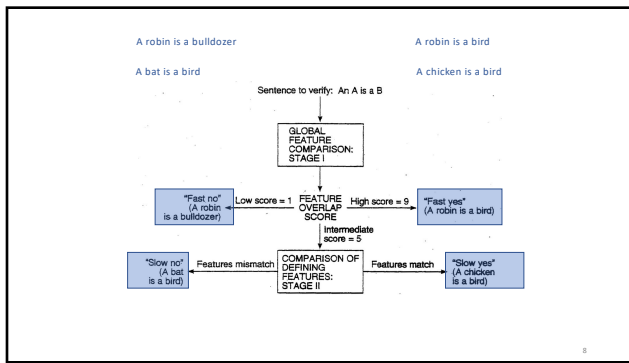 A robin is a bulldozer
A robin is a bird
A bat is a bird
A chicken is a bird
Sentence to verify: An A is a B
GLOBAL
FEATURE
COMPARISON:
STAGE I
"Fast no"
(A robin
is a bulldozer)
Low score = 1
FEATURE
OVERLAP
SCORE
High score = 9
"Fast yes"
(A robin is a bird)
Intermediate
score = 5
"Slow no"
(A bat
is a bird)
Features mismatch
COMPARISON OF
DEFINING
FEATURES:
STAGE II
Features match
"Slow yes"
(A chicken
is a bird)
8